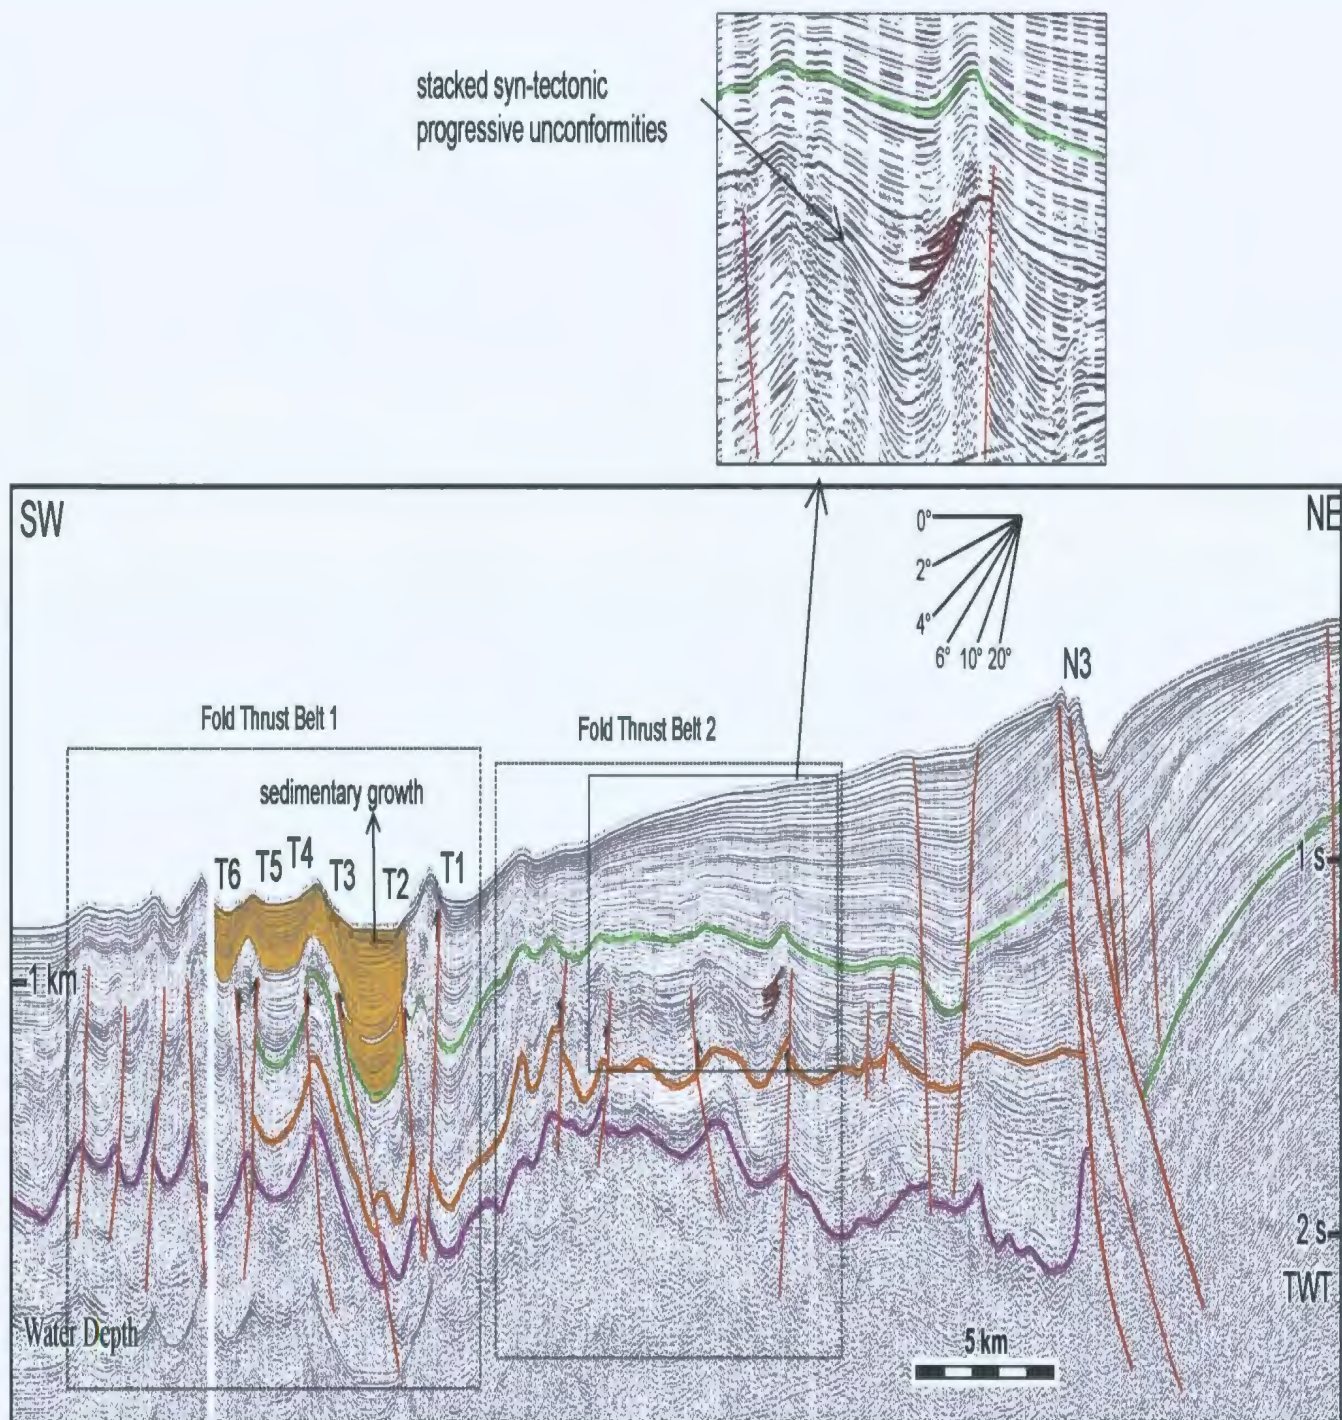 stacked syn-tectonic
progressive unconformities
SW
NE
0°
2°
4°
6° 10° 20°
N3
Fold Thrust Belt 1
Fold Thrust Belt 2
sedimentary growth
T6 T5 T4 T3 T2 T1
1 s
1 km
2 s
TWT
Water Depth
5 km